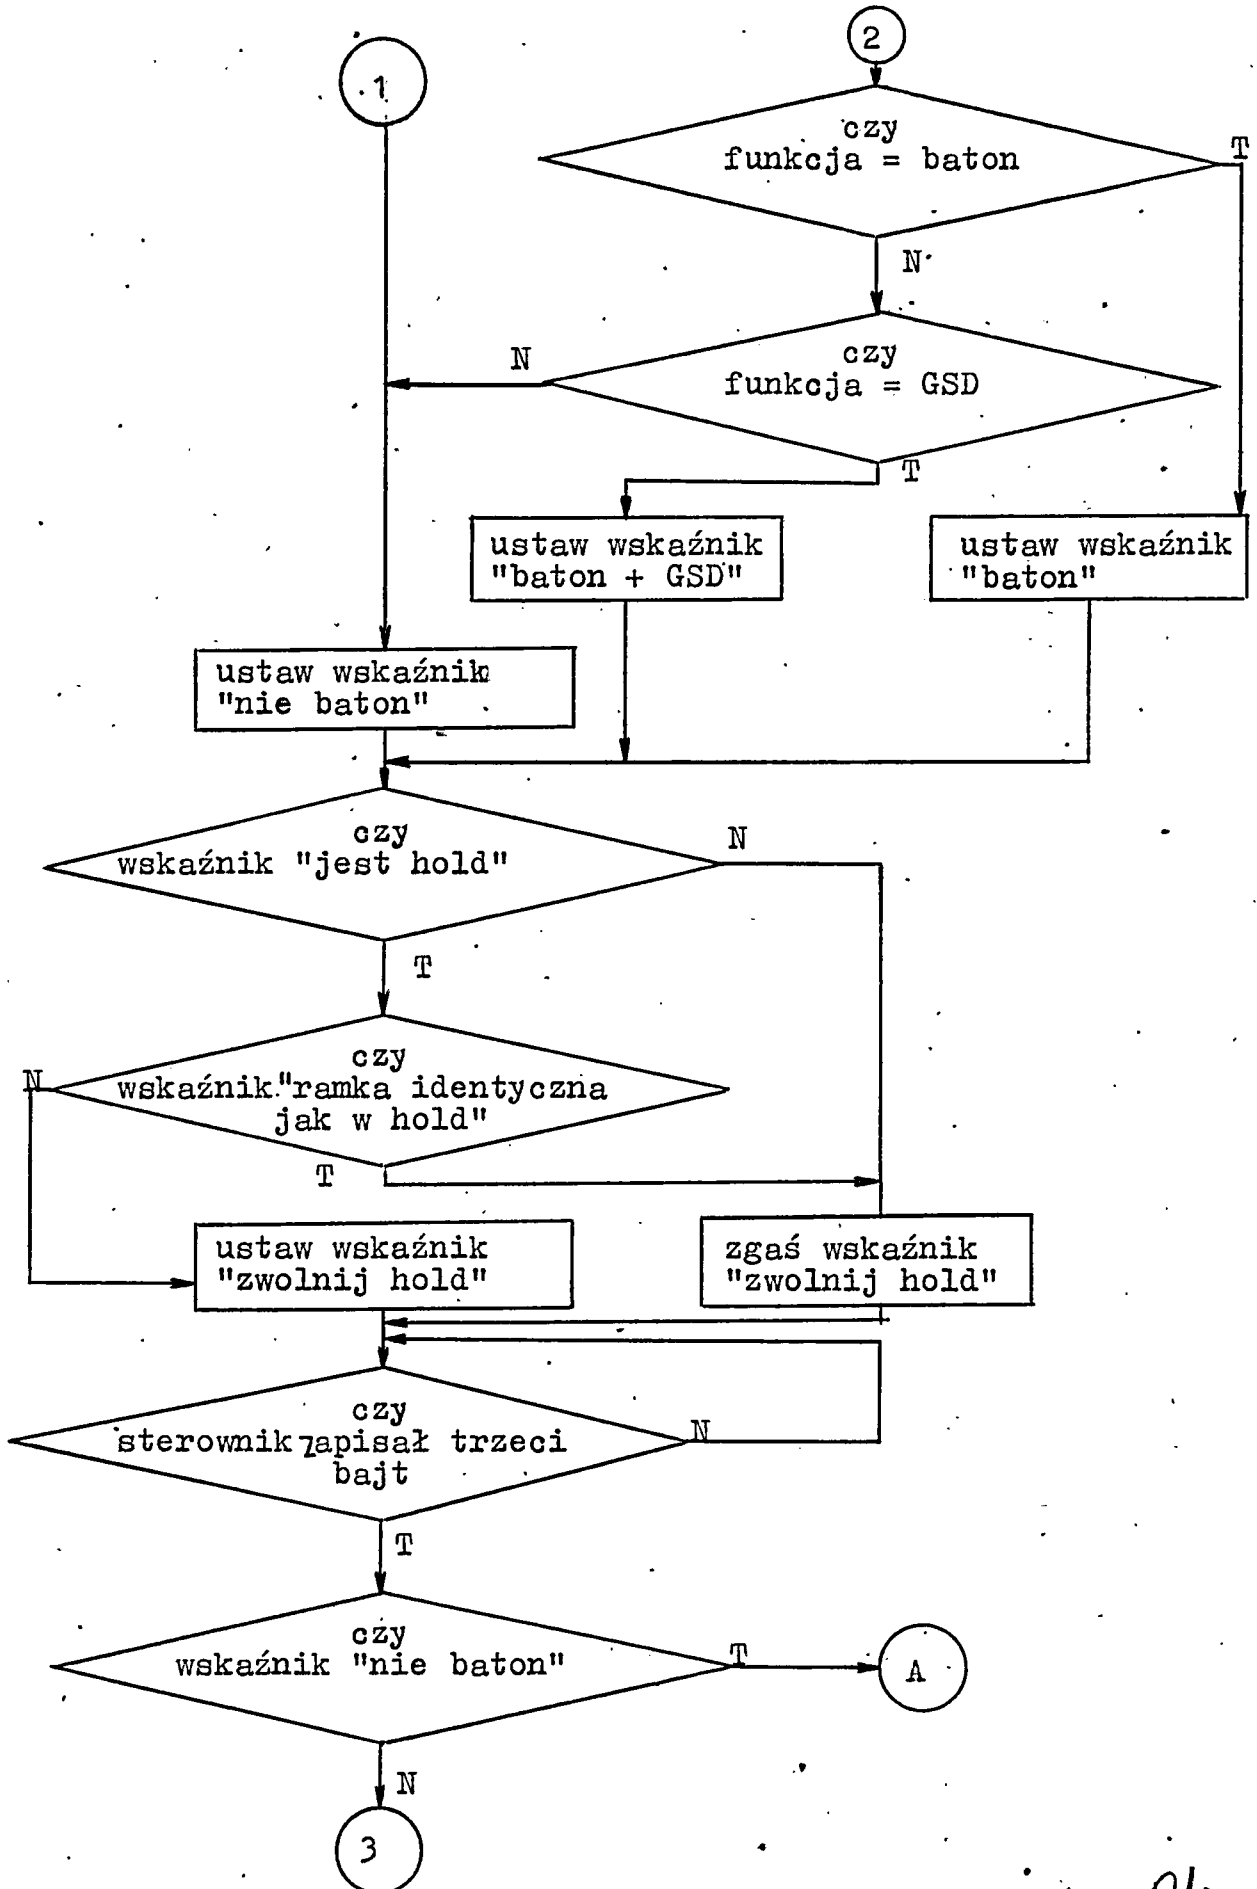 1
2
czy
funkcja = baton
T
N
czy
funkcja = GSD
N
T
ustaw wskaźnik
"baton + GSD"
ustaw wskaźnik
"baton"
ustaw wskaźnik
"nie baton"
czy
wskaźnik "jest hold"
N
T
czy
wskaźnik "ramka identyczna
jak w hold"
N
T
ustaw wskaźnik
"zwolnij hold"
zgaś wskaźnik
"zwolnij hold"
czy
sterownik zapisał trzeci
bajt
N
T
czy
wskaźnik "nie baton"
T
A
N
3